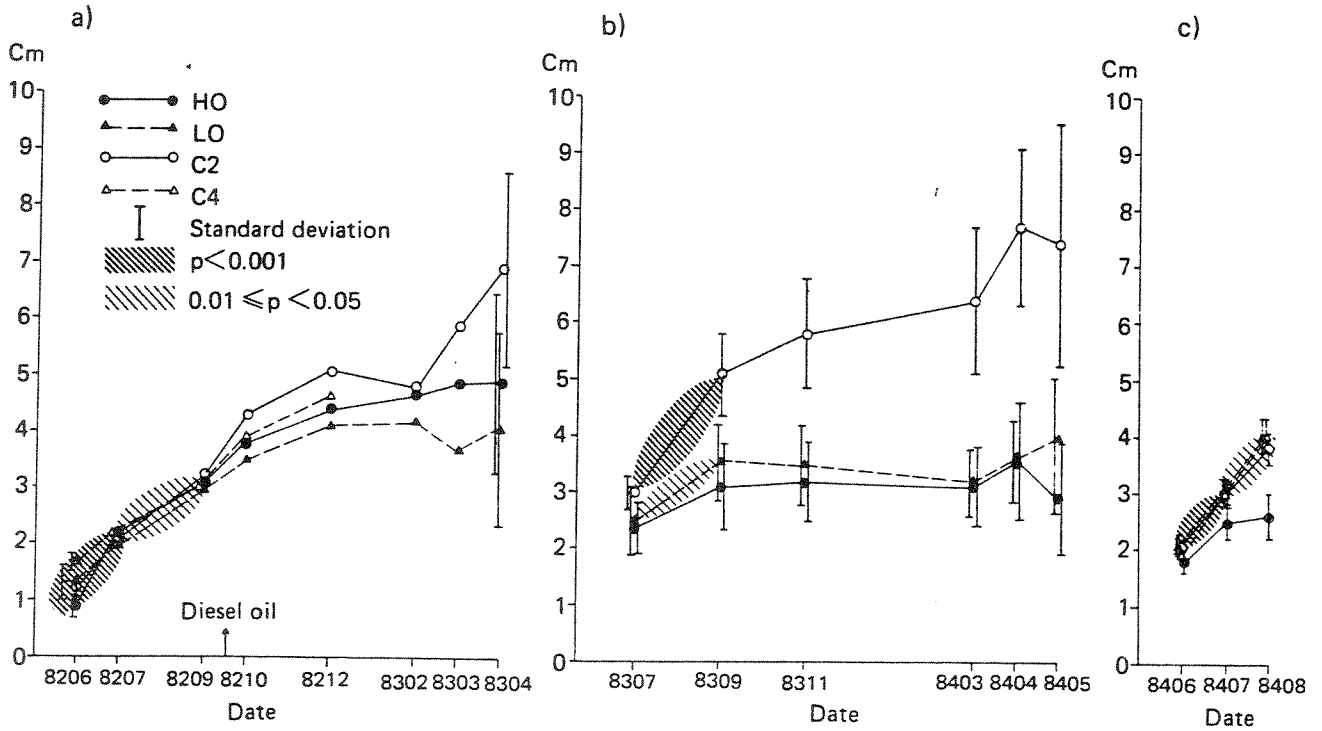 a)
Cm
10
9
8
7
6
5
4
3
2
1
0
HO
LO
C2
C4
Standard deviation
p<0.001
0.01 ⩽p <0.05
Diesel oil
8206 8207 8209 8210 8212 8302 8303 8304
Date
b)
Cm
10
9
8
7
6
5
4
3
2
1
0
8307 8309 8311 8403 8404 8405
Date
c)
Cm
10
9
8
7
6
5
4
3
2
1
0
8406 8407 8408
Date